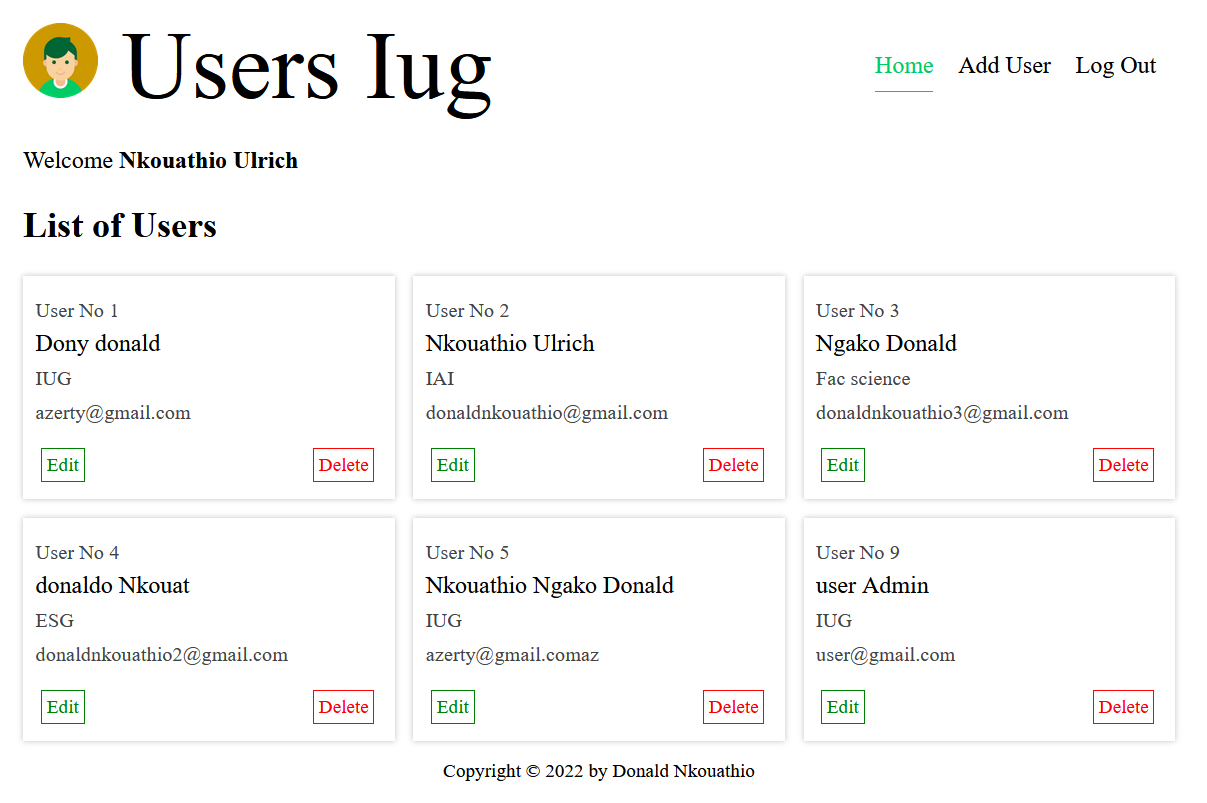 Users Iug
Home Add User Log Out
Welcome Nkouathio Ulrich
List of Users
User No 1
Dony donald
IUG
azerty@gmail.com
Edit Delete
User No 2
Nkouathio Ulrich
IAI
donaldnkouathio@gmail.com
Edit Delete
User No 3
Ngako Donald
Fac science
donaldnkouathio3@gmail.com
Edit Delete
User No 4
donaldo Nkouat
ESG
donaldnkouathio2@gmail.com
Edit Delete
User No 5
Nkouathio Ngako Donald
IUG
azerty@gmail.comaz
Edit Delete
User No 9
user Admin
IUG
user@gmail.com
Edit Delete
Copyright © 2022 by Donald Nkouathio